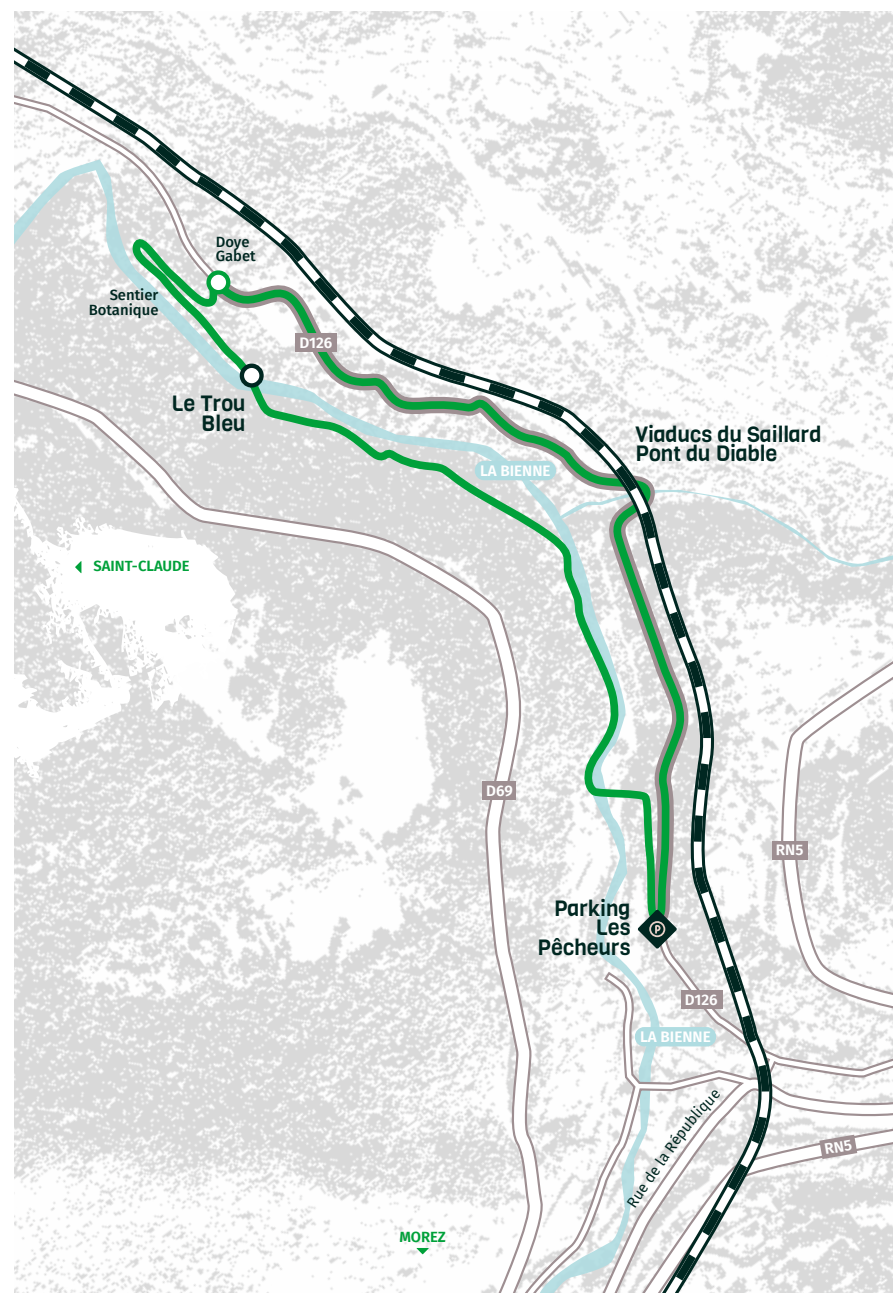 Doye
Gabet
Sentier
Botanique
D126
Le Trou
Bleu
Viaducs du Saillard
Pont du Diable
LA BIENNE
SAINT-CLAUDE
D69
RN5
Parking
Les
Pêcheurs
P
D126
LA BIENNE
Rue de la République
RN5
MOREZ